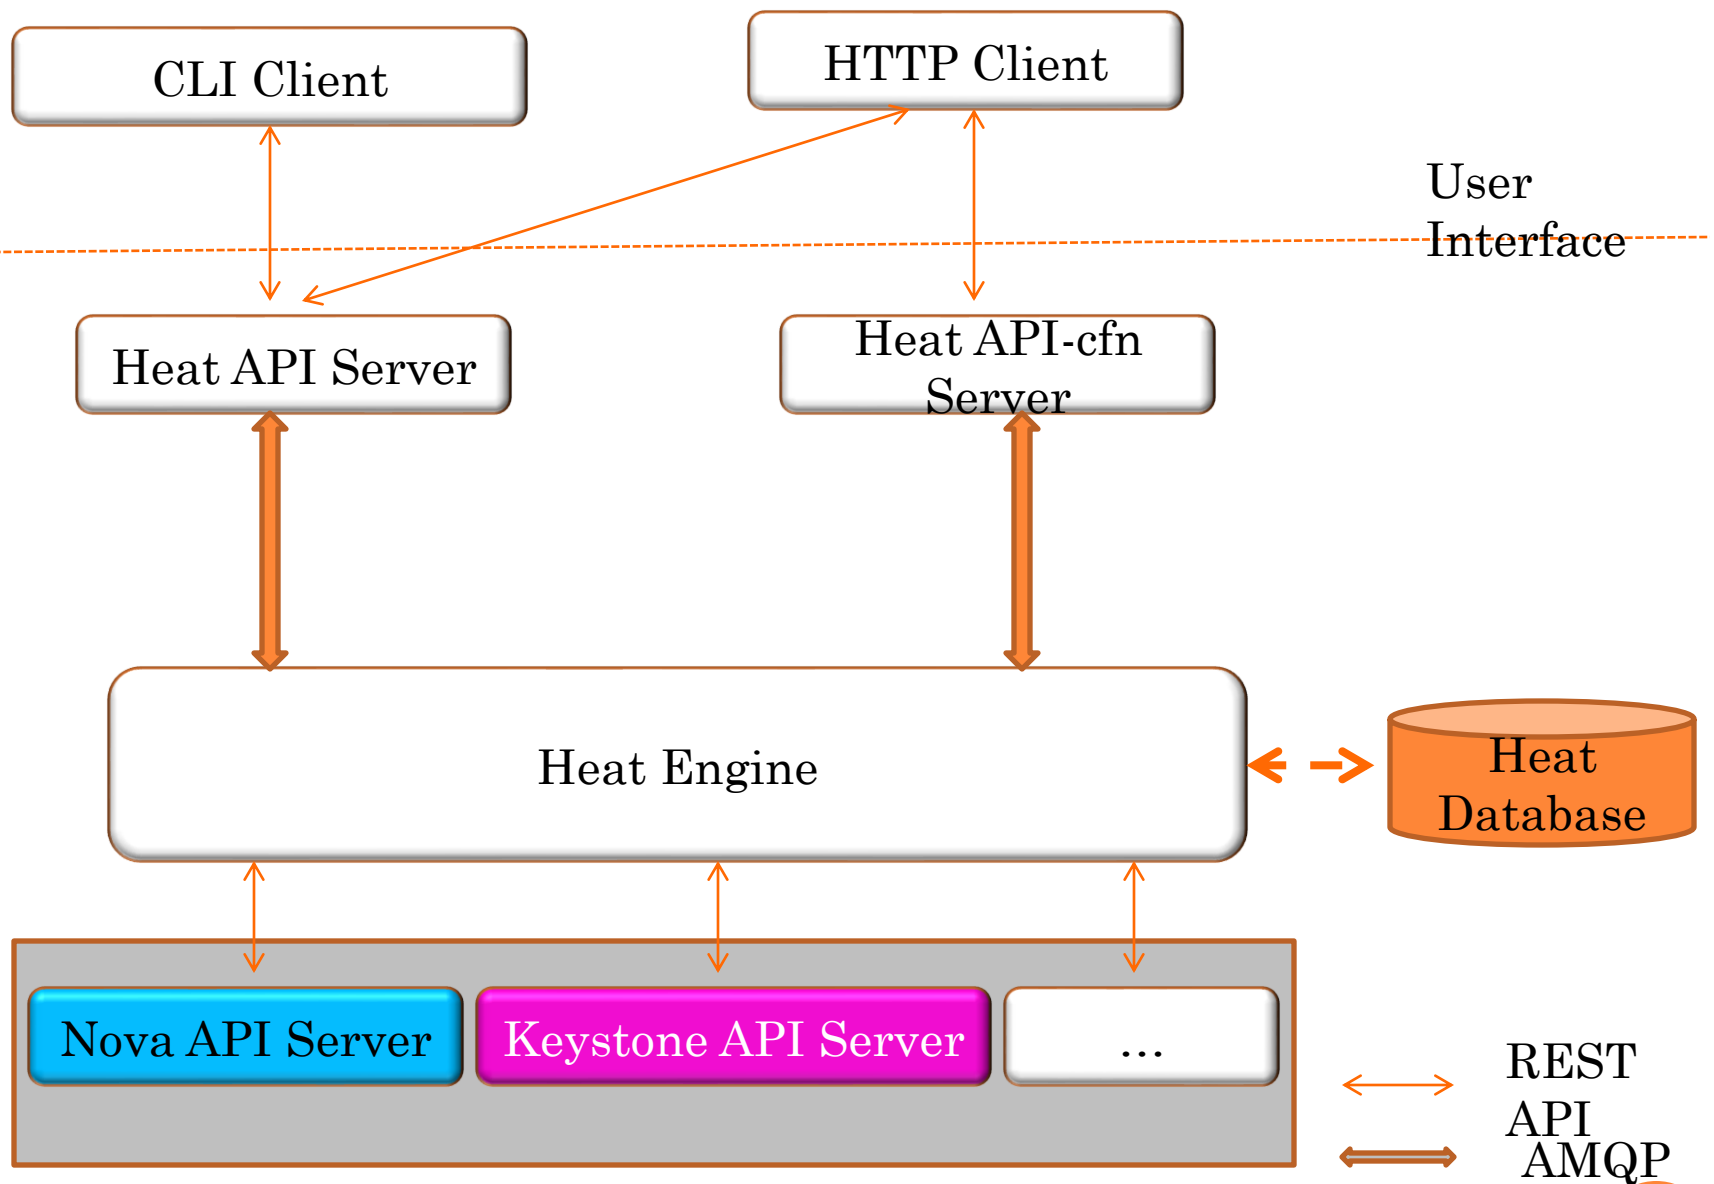 CLI Client
HTTP Client
User
Interface
Heat API Server
Heat API-cfn
Server
Heat Engine
Heat
Database
Nova API Server
Keystone API Server
...
REST
API
AMQP